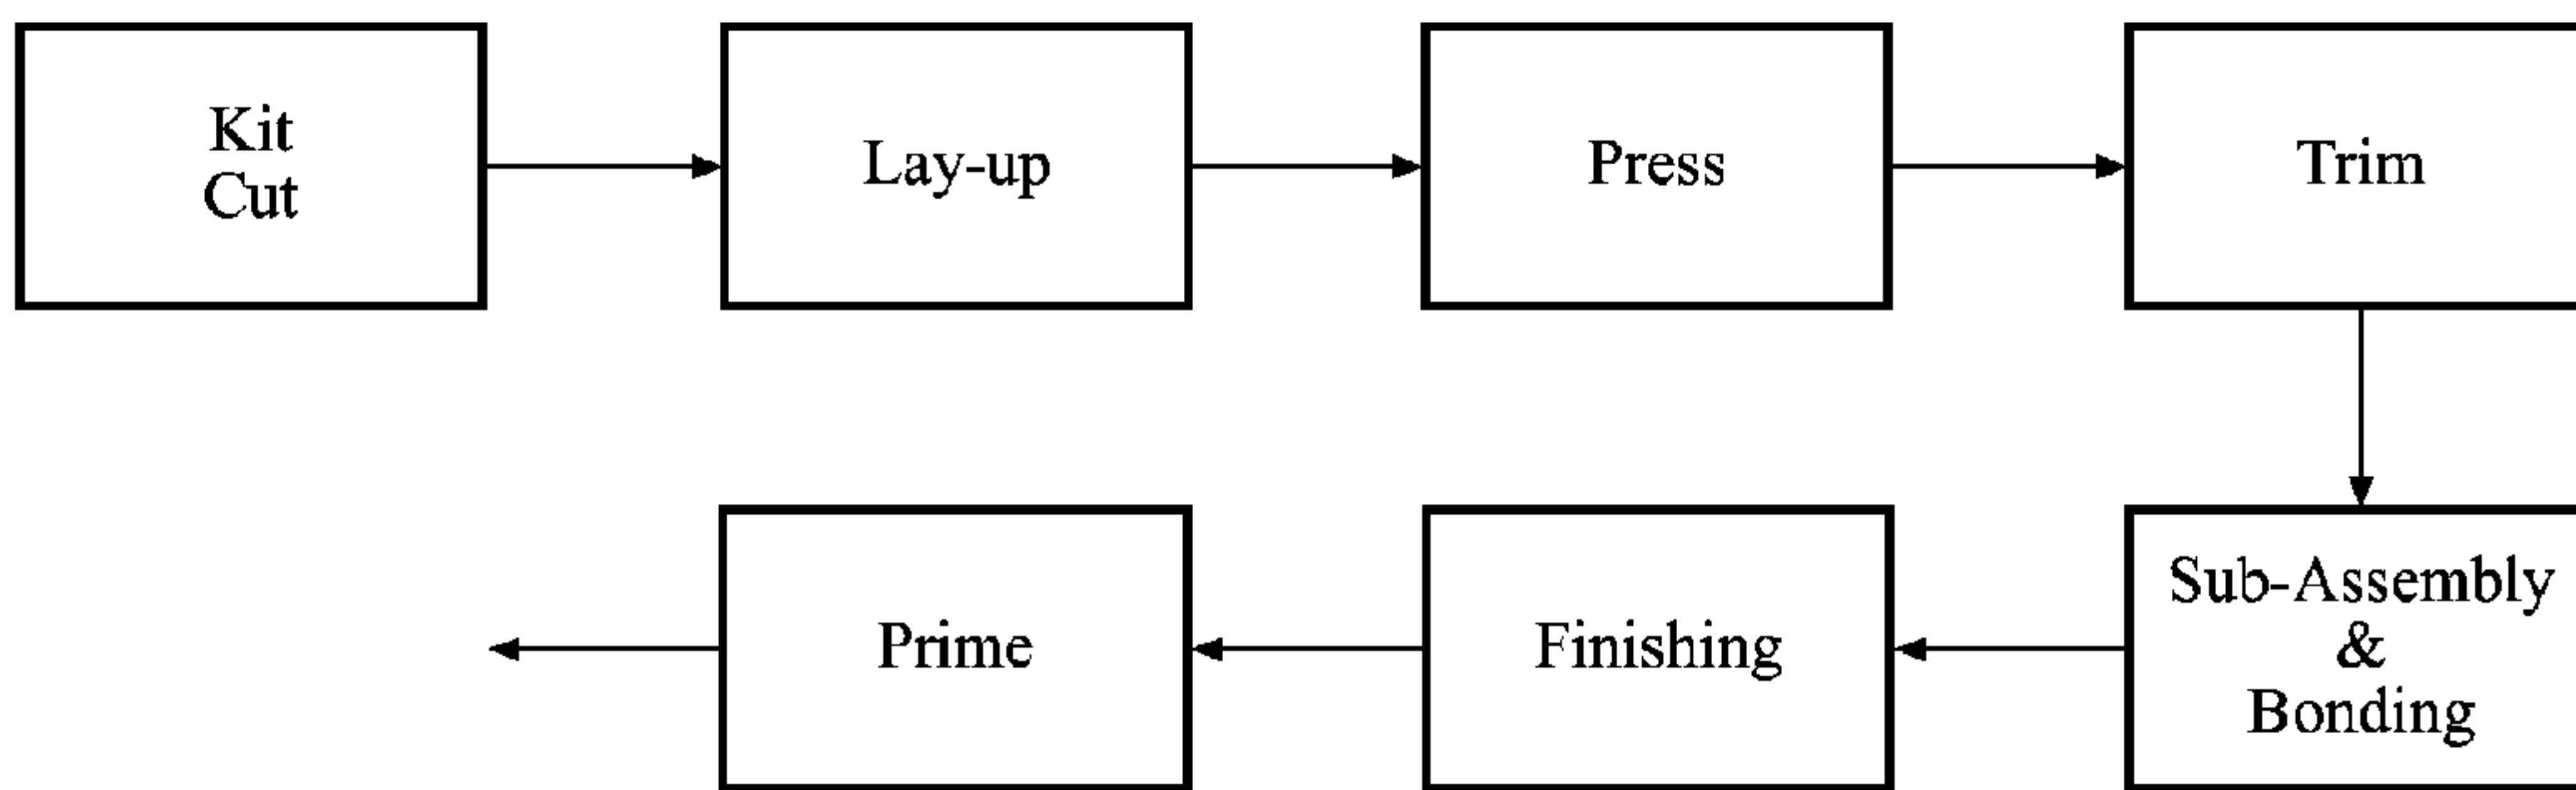 Kit
Cut
Lay-up
Press
Trim
Sub-Assembly
&
Bonding
Finishing
Prime